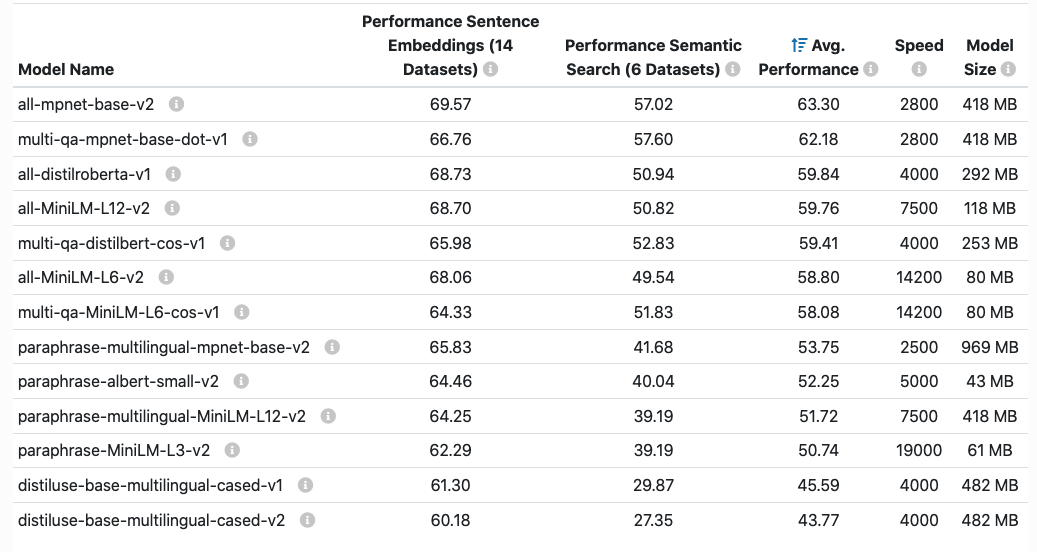 Model Name Performance Sentence Embeddings (14 Datasets) Performance Semantic Search (6 Datasets) Avg. Performance Speed Model Size
all-mpnet-base-v2 69.57 57.02 63.30 2800 418 MB
multi-qa-mpnet-base-dot-v1 66.76 57.60 62.18 2800 418 MB
all-distilroberta-v1 68.73 50.94 59.84 4000 292 MB
all-MiniLM-L12-v2 68.70 50.82 59.76 7500 118 MB
multi-qa-distilbert-cos-v1 65.98 52.83 59.41 4000 253 MB
all-MiniLM-L6-v2 68.06 49.54 58.80 14200 80 MB
multi-qa-MiniLM-L6-cos-v1 64.33 51.83 58.08 14200 80 MB
paraphrase-multilingual-mpnet-base-v2 65.83 41.68 53.75 2500 969 MB
paraphrase-albert-small-v2 64.46 40.04 52.25 5000 43 MB
paraphrase-multilingual-MiniLM-L12-v2 64.25 39.19 51.72 7500 418 MB
paraphrase-MiniLM-L3-v2 62.29 39.19 50.74 19000 61 MB
distiluse-base-multilingual-cased-v1 61.30 29.87 45.59 4000 482 MB
distiluse-base-multilingual-cased-v2 60.18 27.35 43.77 4000 482 MB